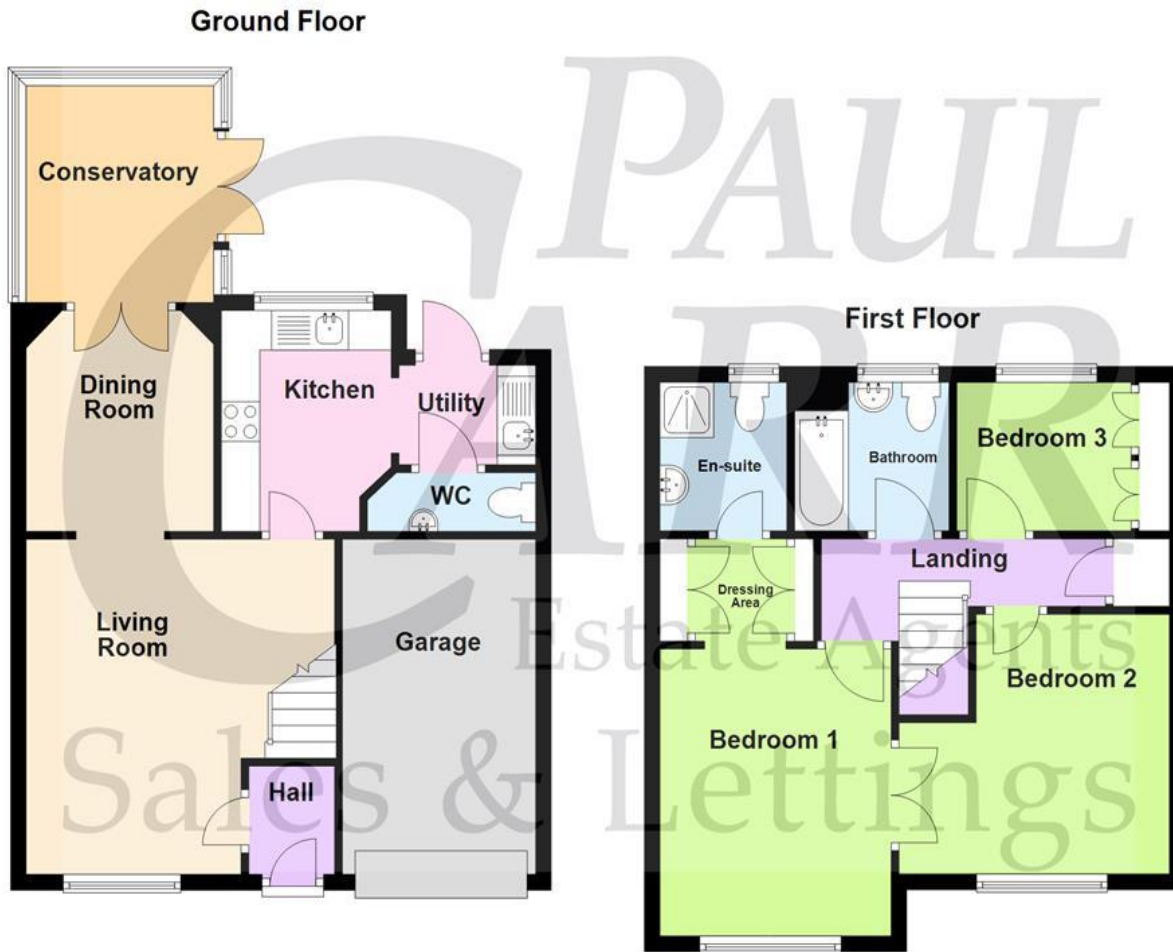 Ground Floor
Conservatory
Dining
Room
Kitchen
Utility
WC
Living
Room
Garage
Hall
First Floor
En-suite
Bathroom
Bedroom 3
Landing
Dressing
Area
Bedroom 1
Bedroom 2
PAUL
CARR
Estate Agents
Sales & Lettings